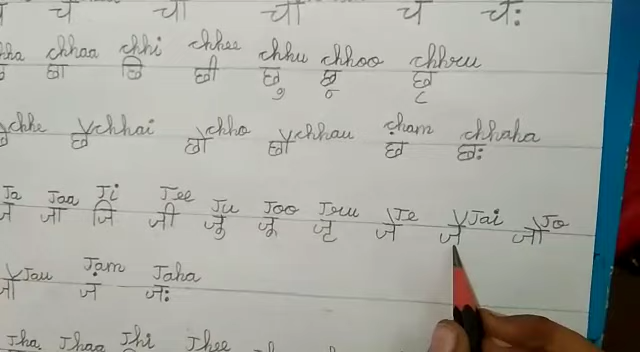 चे चो चौ चं चः
chhaa chhi chhee chhu chhoo chhru
छा छि छी छु छू छृ
chhe chhai chho chhau cham chhaha
छे छै छो छौ छं छः
Ja Jaa Ji Jee Ju Joo Jru Je Jai Jo
ज जा जि जी जु जू जृ जे जै जो
Jau Jam Jaha
जौ जं जः
Jha Jhaa Jhi Jhee